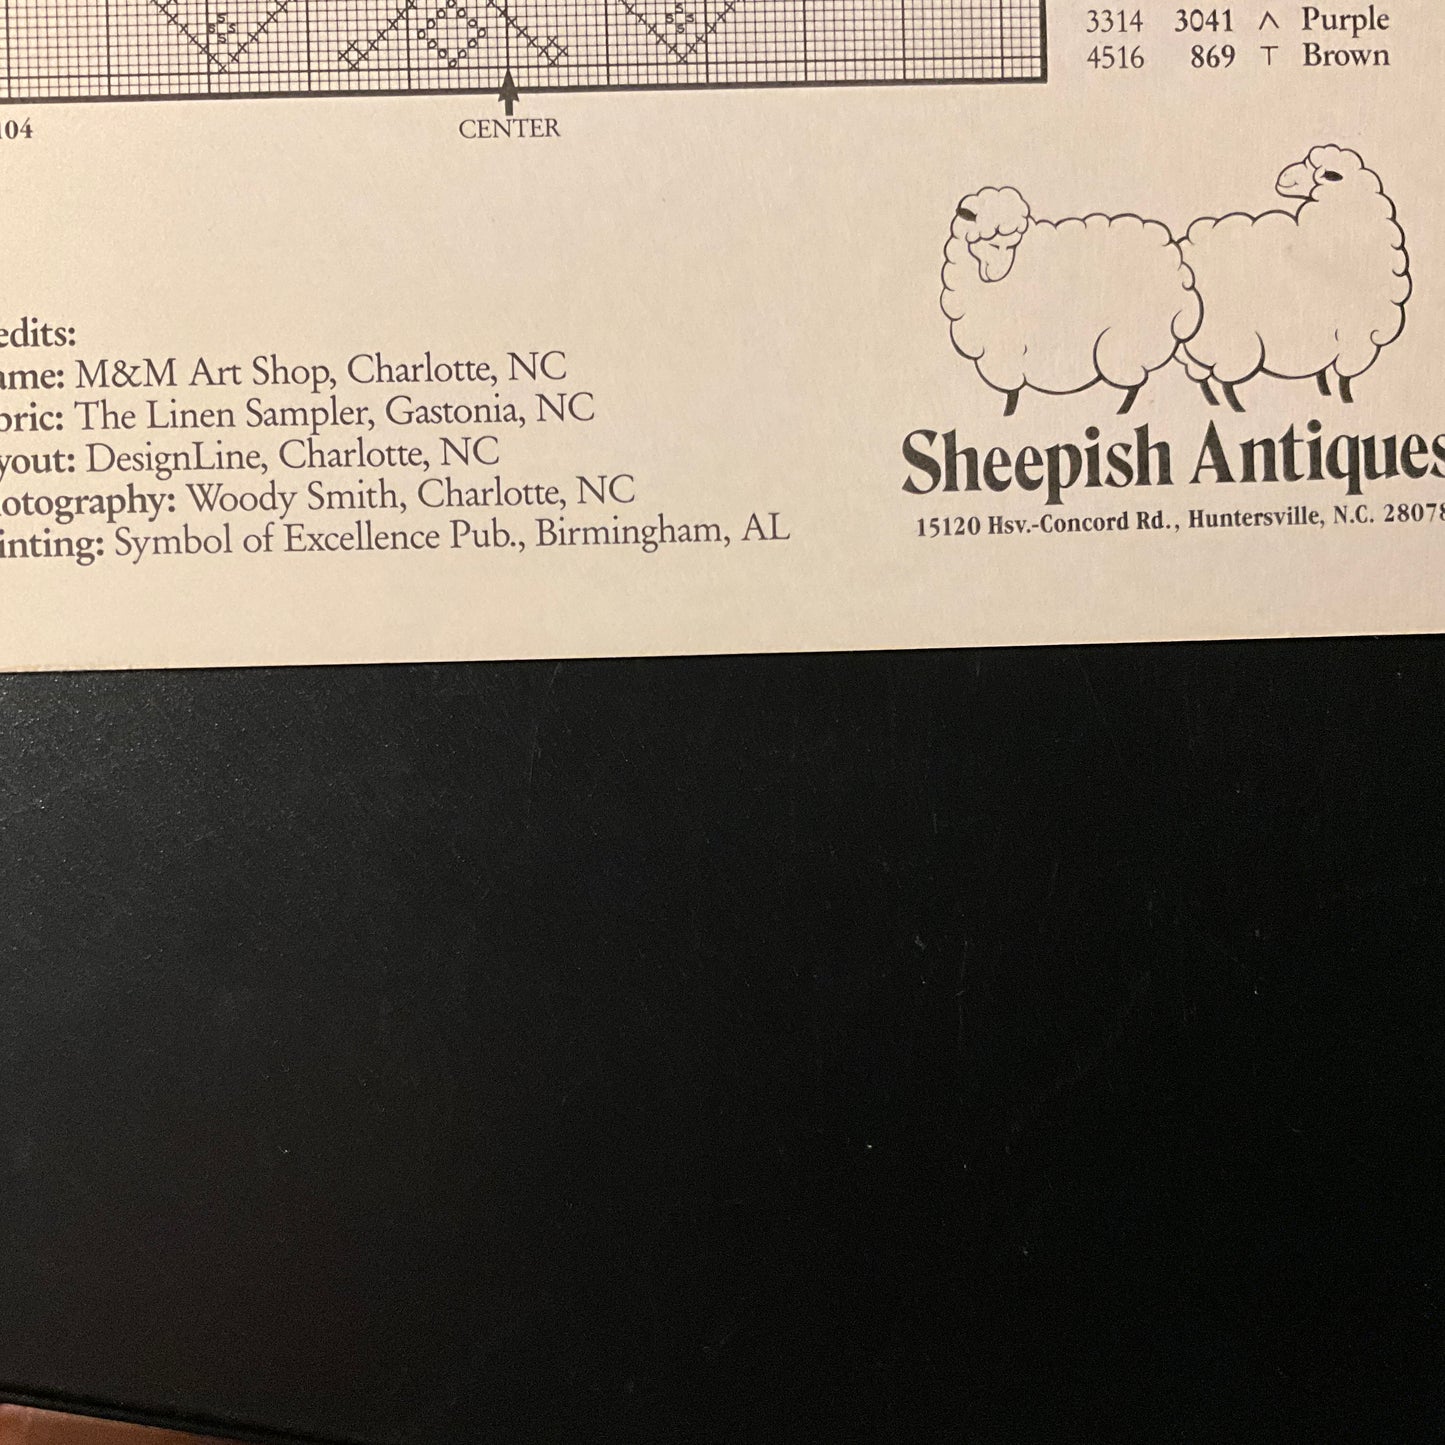 3314 3041 ∧ Purple
4516 869 T Brown
104
CENTER
edits:
ame: M&M Art Shop, Charlotte, NC
bric: The Linen Sampler, Gastonia, NC
yout: DesignLine, Charlotte, NC
otography: Woody Smith, Charlotte, NC
inting: Symbol of Excellence Pub., Birmingham, AL
Sheepish Antiques
15120 Hsv.-Concord Rd., Huntersville, N.C. 28078